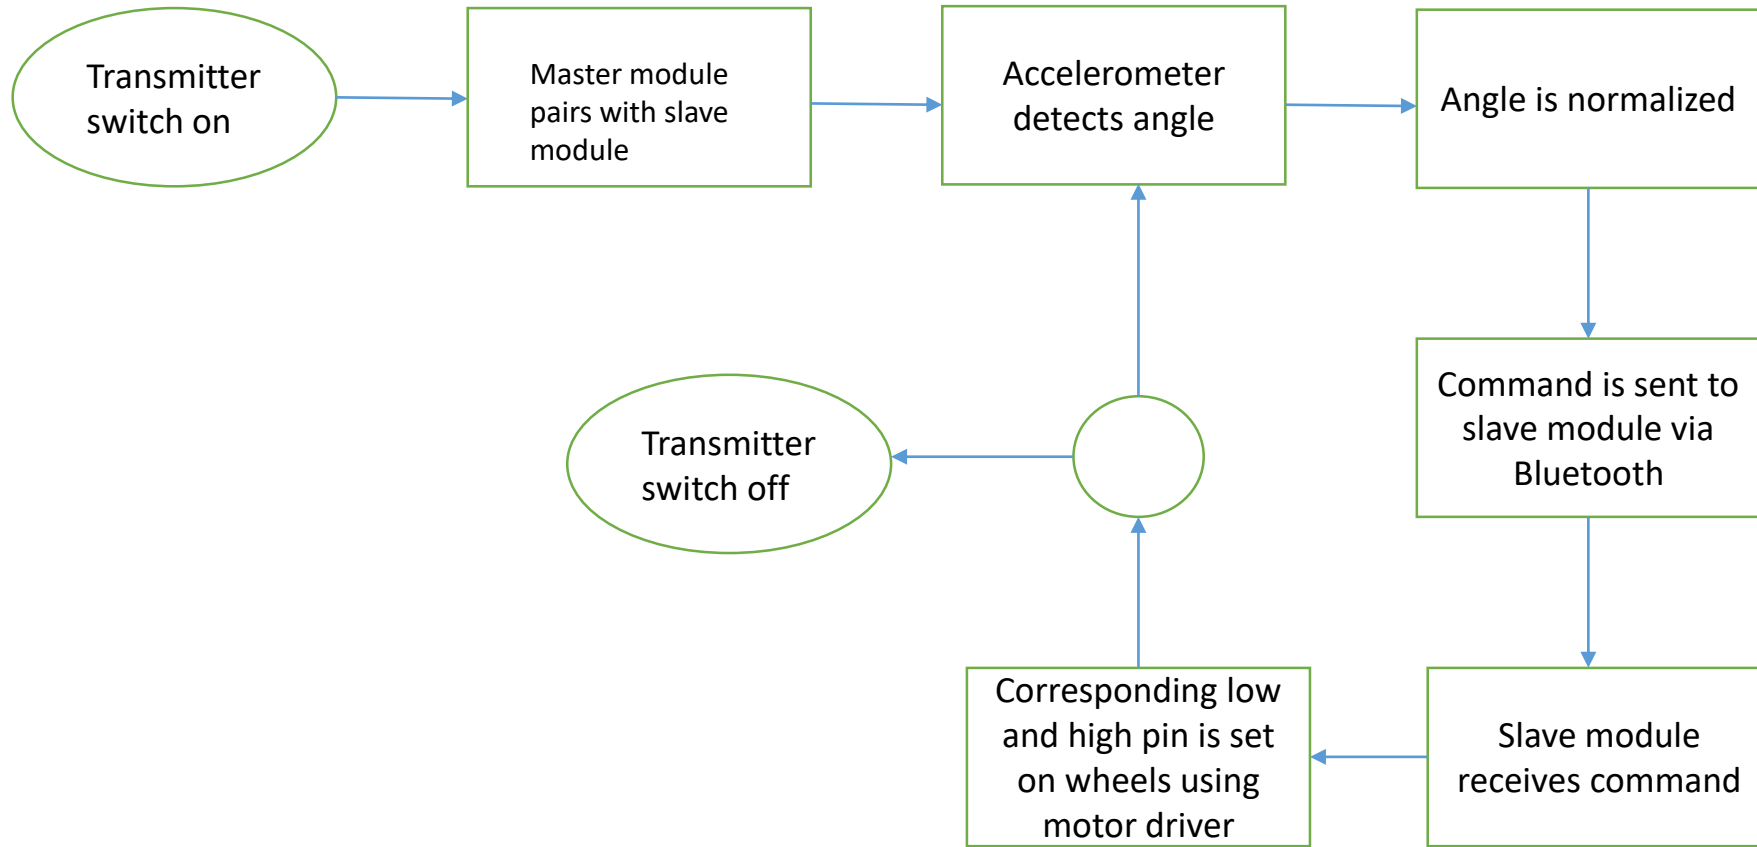 Transmitter
switch on
Master module
pairs with slave
module
Accelerometer
detects angle
Angle is normalized
Command is sent to
slave module via
Bluetooth
Slave module
receives command
Corresponding low
and high pin is set
on wheels using
motor driver
Transmitter
switch off